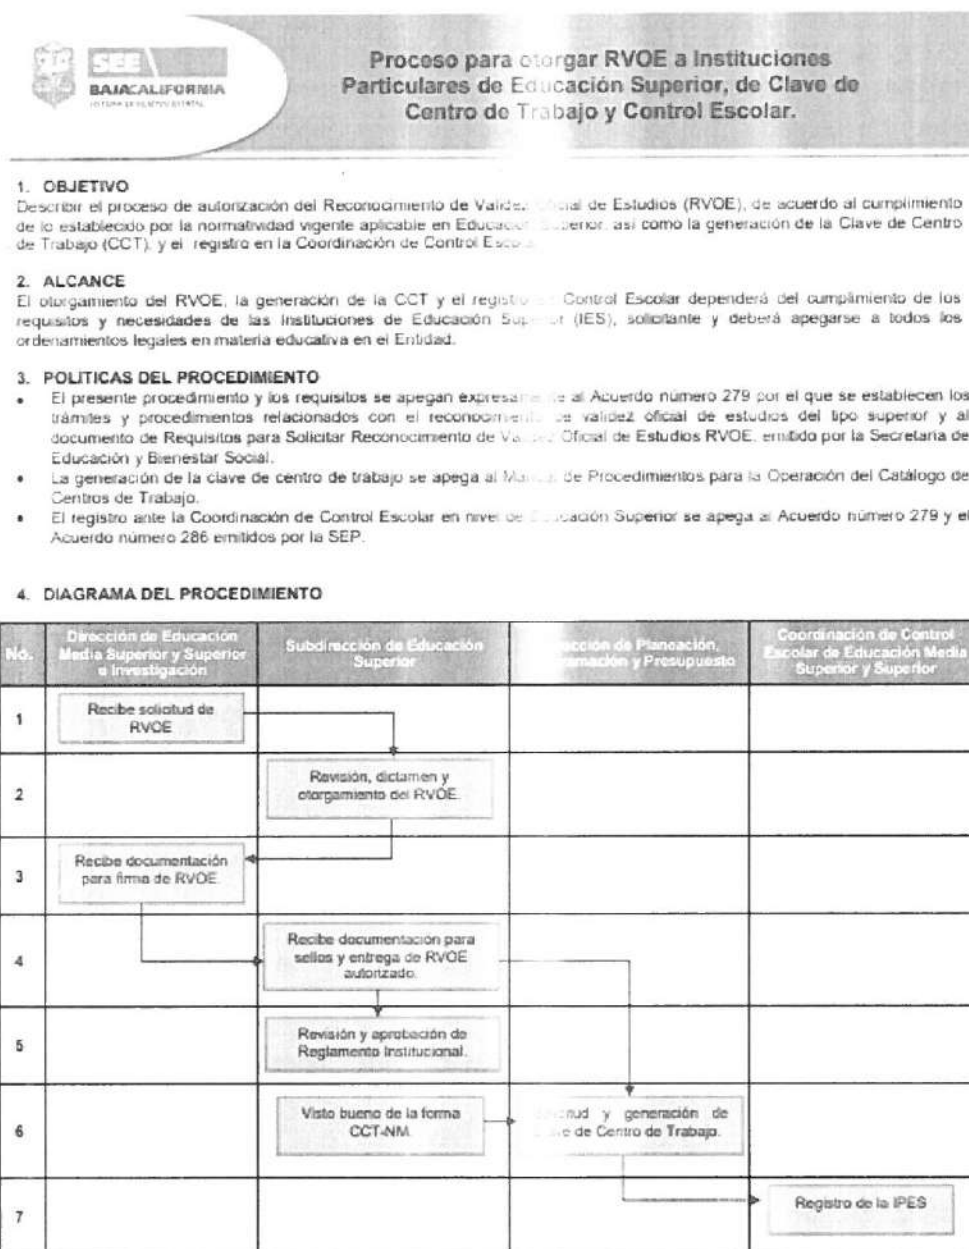 SEE
BAJACALIFORNIA
Proceso para otorgar RVOE a Instituciones
Particulares de Educación Superior, de Clave de
Centro de Trabajo y Control Escolar.
1. OBJETIVO
Describir el proceso de autorización del Reconocimiento de Validez Oficial de Estudios (RVOE), de acuerdo al cumplimiento
de lo establecido por la normatividad vigente aplicable en Educación Superior, así como la generación de la Clave de Centro
de Trabajo (CCT), y el registro en la Coordinación de Control Escolar
2. ALCANCE
El otorgamiento del RVOE, la generación de la CCT y el registro en Control Escolar dependerá del cumplimiento de los
requisitos y necesidades de las Instituciones de Educación Superior (IES), solicitante y deberá apegarse a todos los
ordenamientos legales en materia educativa en el Entidad.
3. POLITICAS DEL PROCEDIMIENTO
• El presente procedimiento y los requisitos se apegan expresamente al Acuerdo número 279 por el que se establecen los
trámites y procedimientos relacionados con el reconocimiento de validez oficial de estudios del tipo superior y al
documento de Requisitos para Solicitar Reconocimiento de Validez Oficial de Estudios RVOE, emitido por la Secretaría de
Educación y Bienestar Social.
• La generación de la clave de centro de trabajo se apega al Manual de Procedimientos para la Operación del Catálogo de
Centros de Trabajo.
• El registro ante la Coordinación de Control Escolar en nivel de Educación Superior se apega al Acuerdo número 279 y el
Acuerdo número 286 emitidos por la SEP.
4. DIAGRAMA DEL PROCEDIMIENTO
No.
Dirección de Educación
Media Superior y Superior
e Investigación
Subdirección de Educación
Superior
de Planeación,
y Presupuesto
Coordinación de Control
Escolar de Educación Media
Superior y Superior
1
Recibe solicitud de
RVOE
2
Revisión, dictamen y
otorgamiento del RVOE.
3
Recibe documentación
para firma de RVOE.
4
Recibe documentación para
sellos y entrega de RVOE
autorizado.
5
Revisión y aprobación de
Reglamento Institucional.
6
Visto bueno de la forma
CCT-NM.
y generación de
de Centro de Trabajo.
7
Registro de la IPES